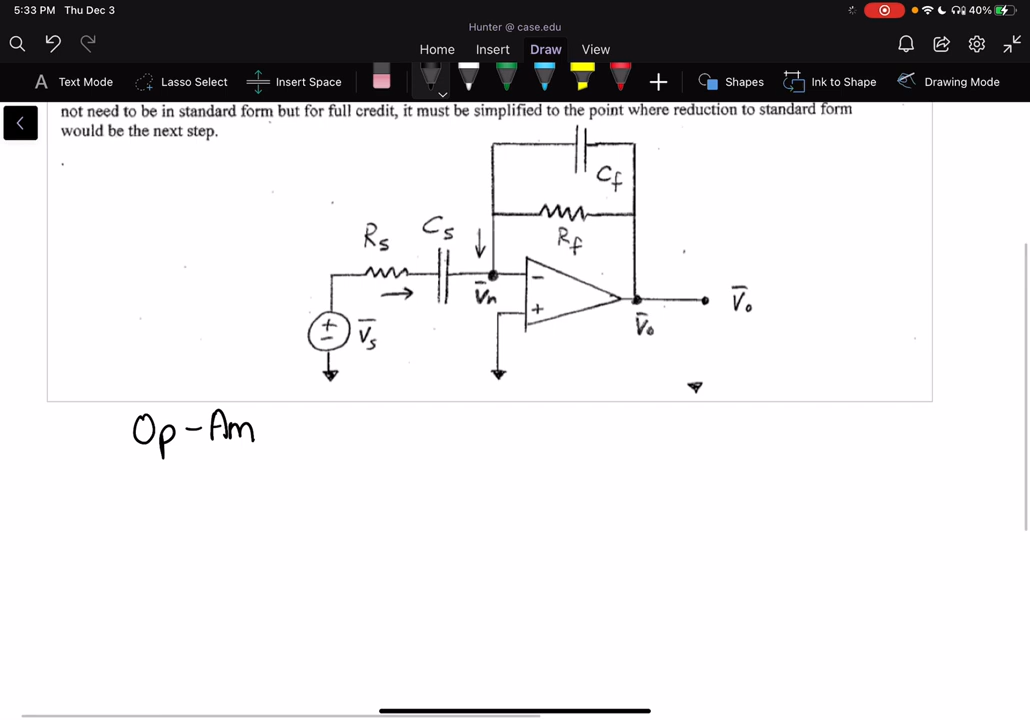 5:33 PM Thu Dec 3
40%
Hunter @ case.edu
Home Insert Draw View
Text Mode Lasso Select Insert Space Shapes Ink to Shape Drawing Mode
not need to be in standard form but for full credit, it must be simplified to the point where reduction to standard form
would be the next step.
Cf
Rs Cs Rf
V̅n
V̅s
V̅o
V̅o
Op-Am